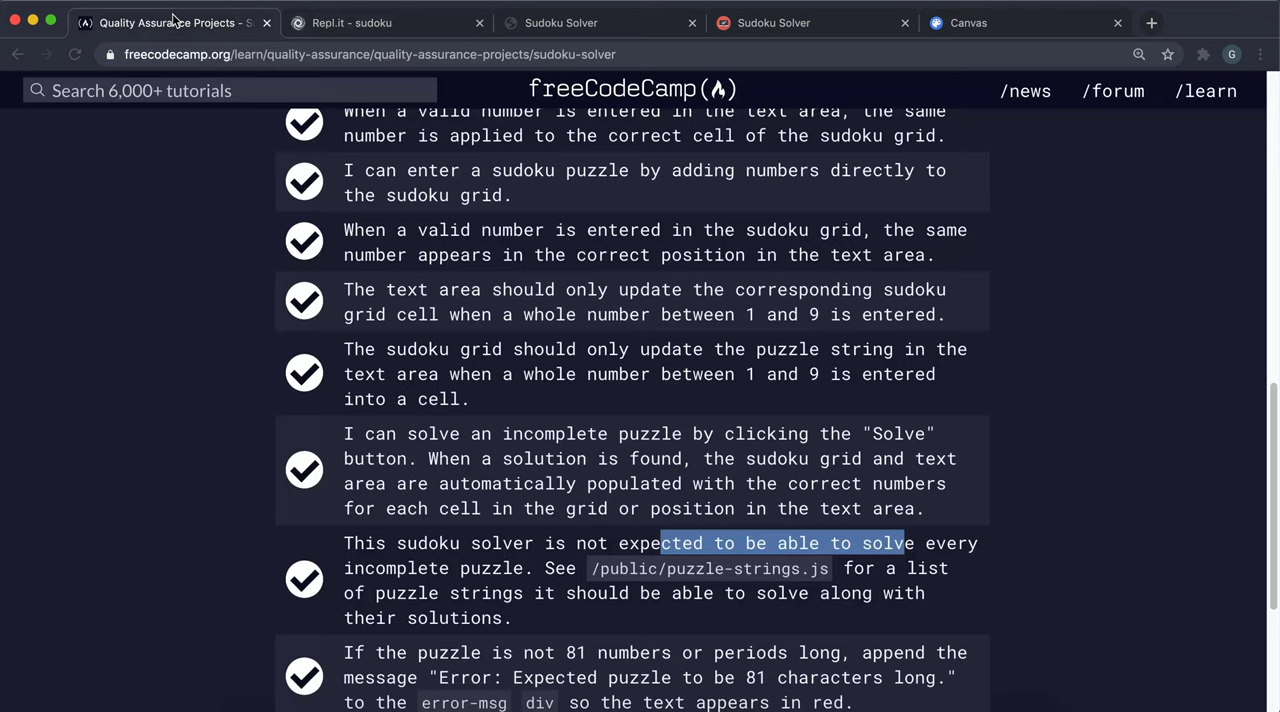 Quality Assurance Projects - S
Repl.it - sudoku
Sudoku Solver
Sudoku Solver
Canvas
freecodecamp.org/learn/quality-assurance/quality-assurance-projects/sudoku-solver
G
Search 6,000+ tutorials
freeCodeCamp
/news
/forum
/learn
When a valid number is entered in the text area, the same
number is applied to the correct cell of the sudoku grid.
I can enter a sudoku puzzle by adding numbers directly to
the sudoku grid.
When a valid number is entered in the sudoku grid, the same
number appears in the correct position in the text area.
The text area should only update the corresponding sudoku
grid cell when a whole number between 1 and 9 is entered.
The sudoku grid should only update the puzzle string in the
text area when a whole number between 1 and 9 is entered
into a cell.
I can solve an incomplete puzzle by clicking the "Solve"
button. When a solution is found, the sudoku grid and text
area are automatically populated with the correct numbers
for each cell in the grid or position in the text area.
This sudoku solver is not expected to be able to solve every
incomplete puzzle. See /public/puzzle-strings.js for a list
of puzzle strings it should be able to solve along with
their solutions.
If the puzzle is not 81 numbers or periods long, append the
message "Error: Expected puzzle to be 81 characters long."
to the error-msg div so the text appears in red.